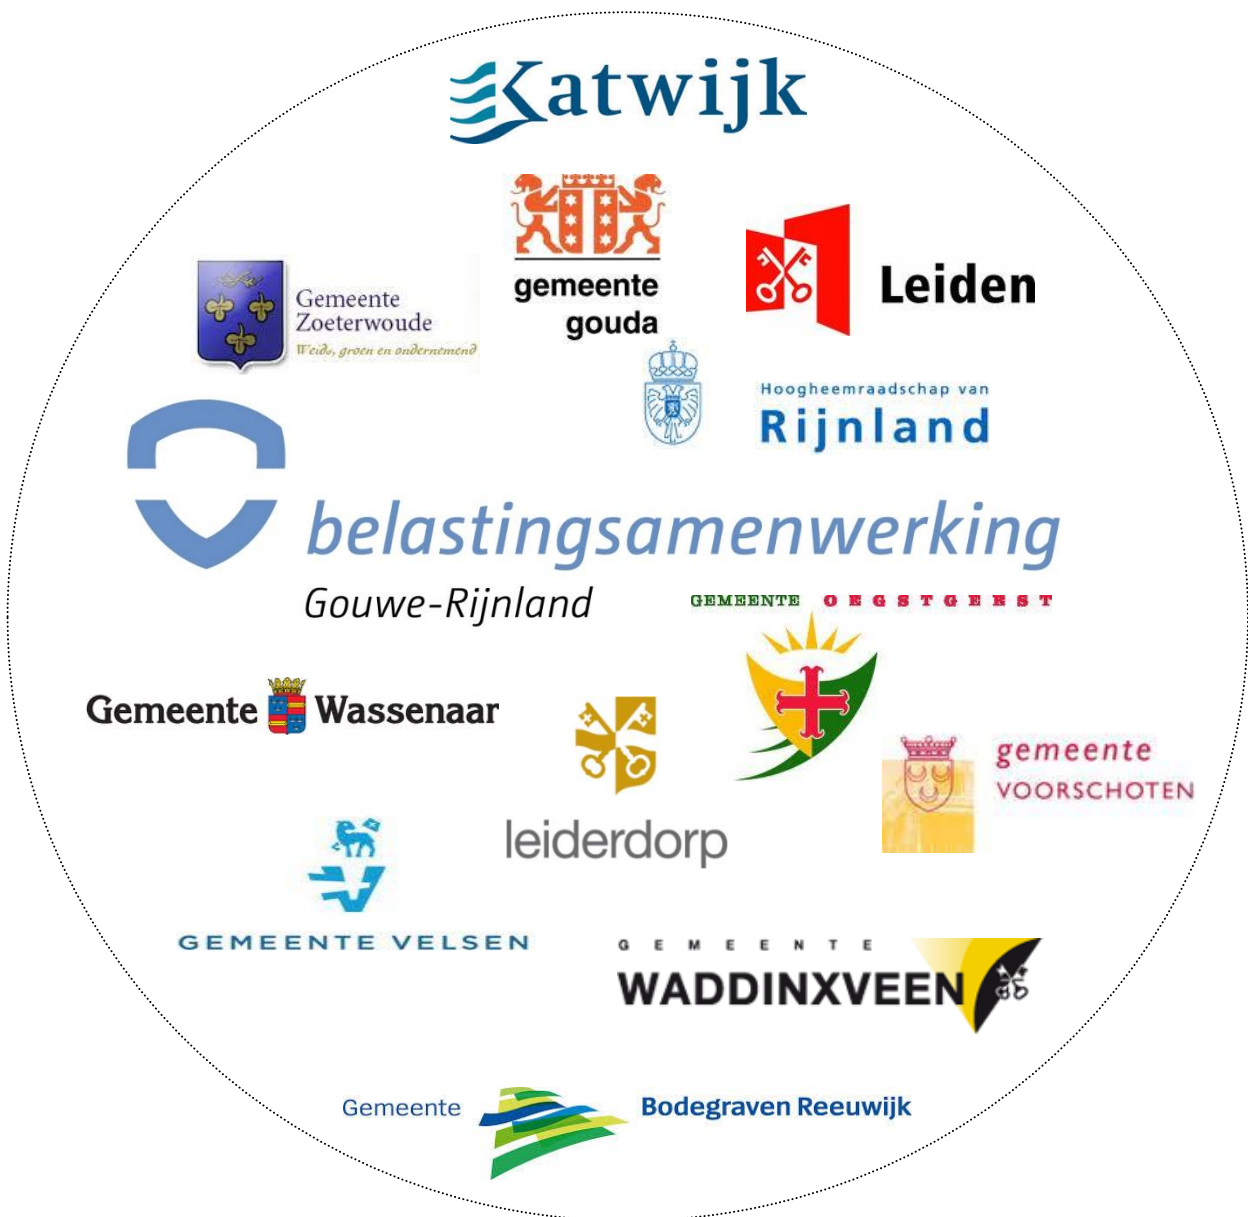 Katwijk
gemeente
gouda
Leiden
Gemeente
Zoeterwoude
Weids, groen en ondernemend
Hoogheemraadschap van
Rijnland
belastingsamenwerking
Gouwe-Rijnland
GEMEENTE OEGSTGEEST
Gemeente Wassenaar
gemeente
VOORSCHOTEN
leiderdorp
GEMEENTE VELSEN
GEMEENTE
WADDINXVEEN
Gemeente Bodegraven Reeuwijk